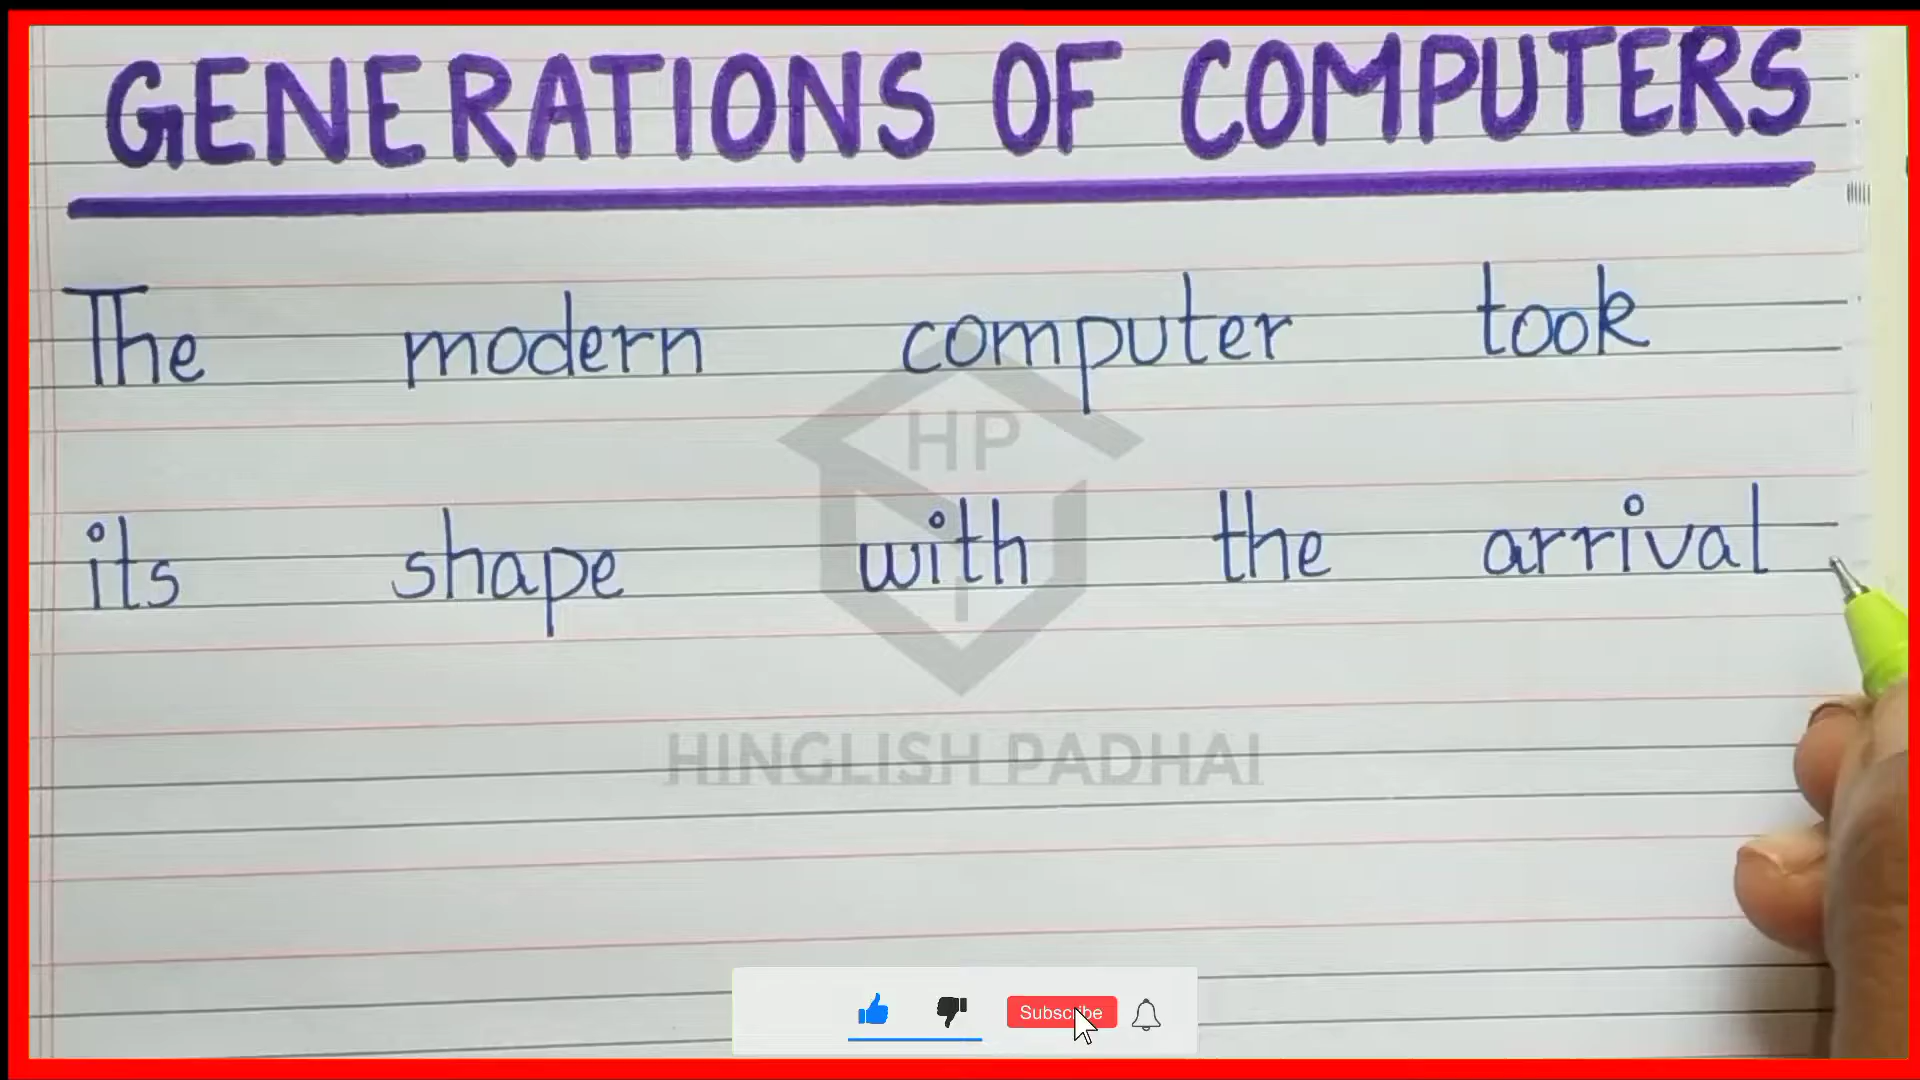 GENERATIONS OF COMPUTERS
The modern computer took
HP
its shape with the arrival
HINGLISH PADHAI
Subscribe